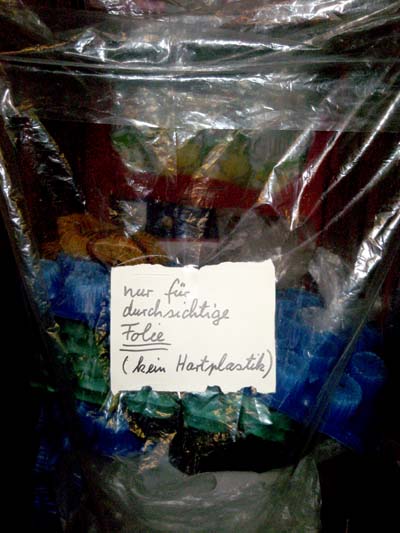 nur für
durchsichtige
Folie
(kein Hartplastik)